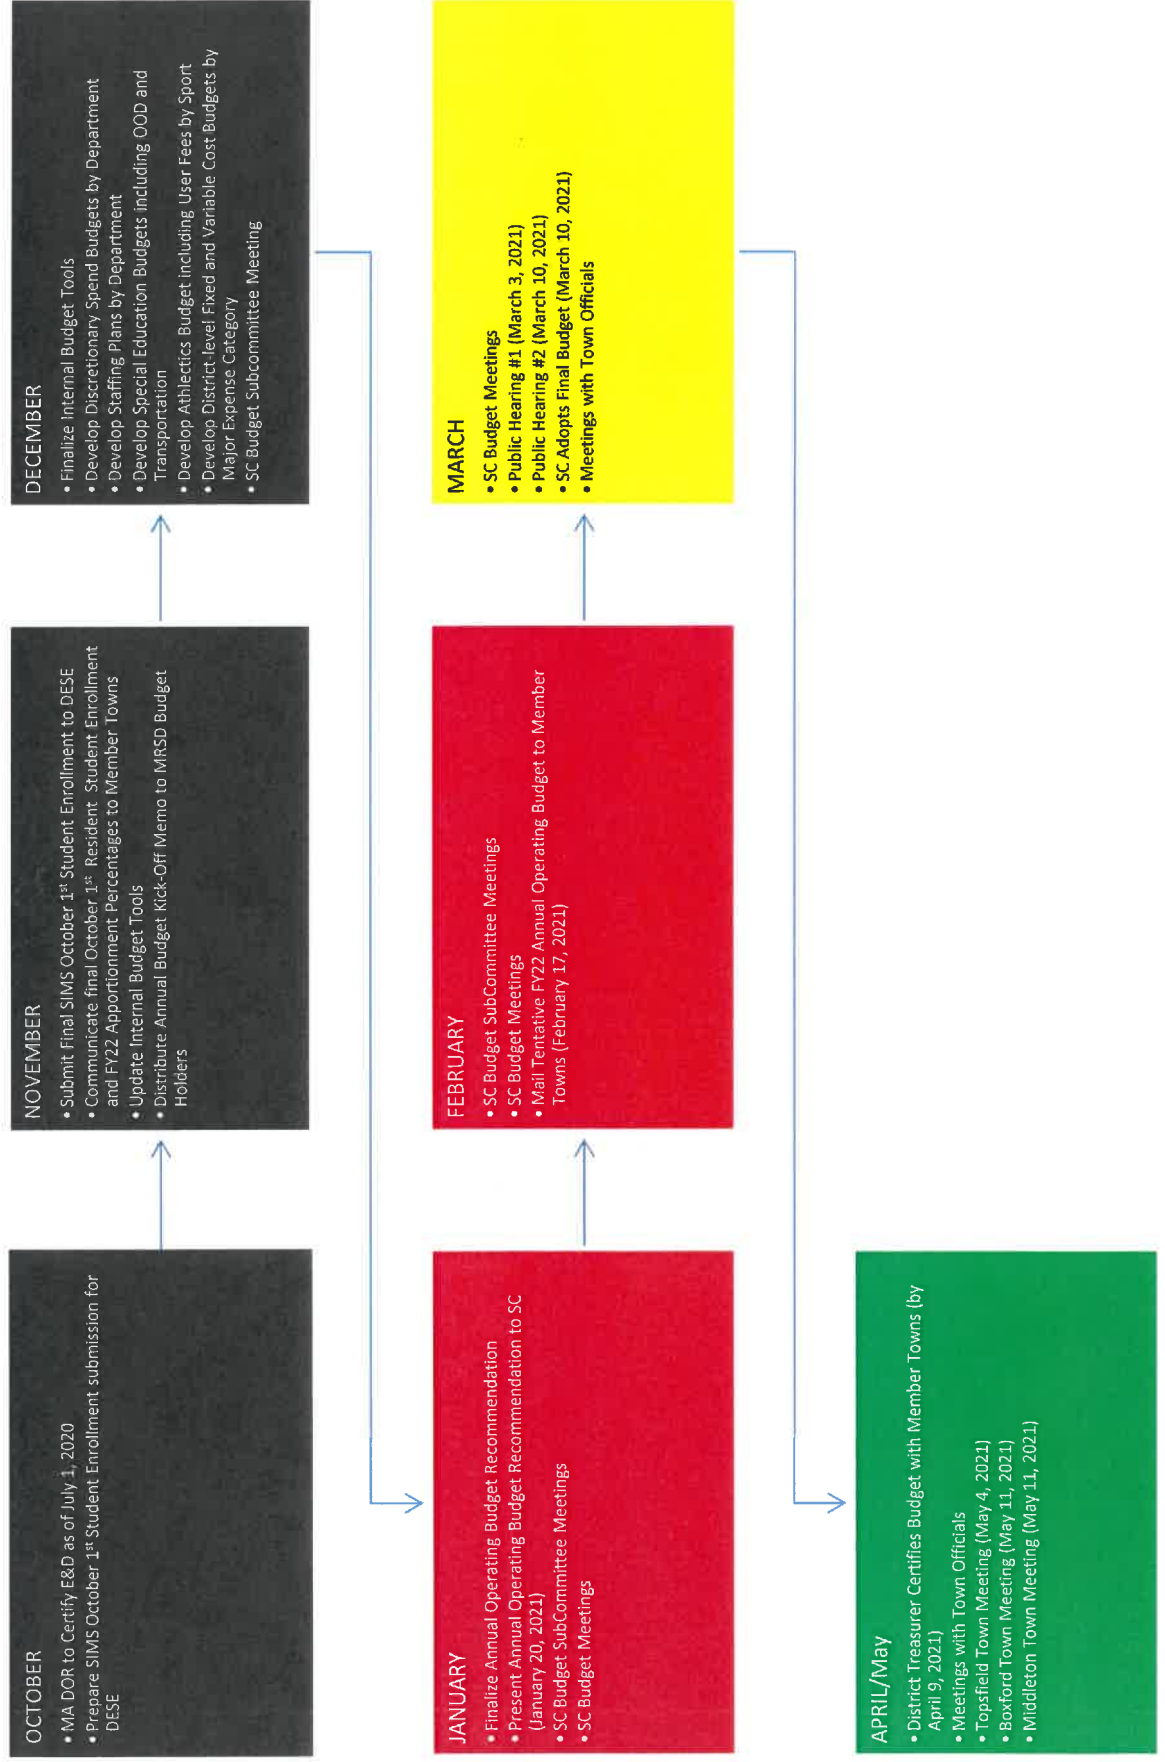 OCTOBER
• MA DOR to Certify E&D as of July 1, 2020
• Prepare SIMS October 1st Student Enrollment submission for
DESE
NOVEMBER
• Submit Final SIMS October 1st Student Enrollment to DESE
• Communicate final October 1st Resident Student Enrollment
and FY22 Apportionment Percentages to Member Towns
• Update Internal Budget Tools
• Distribute Annual Budget Kick-Off Memo to MRSD Budget
Holders
DECEMBER
• Finalize Internal Budget Tools
• Develop Discretionary Spend Budgets by Department
• Develop Staffing Plans by Department
• Develop Special Education Budgets including OOD and
Transportation
• Develop Athlectics Budget including User Fees by Sport
• Develop District-level Fixed and Variable Cost Budgets by
Major Expense Category
• SC Budget Subcommittee Meeting
JANUARY
• Finalize Annual Operating Budget Recommendation
• Present Annual Operating Budget Recommendation to SC
(January 20, 2021)
• SC Budget SubCommittee Meetings
• SC Budget Meetings
FEBRUARY
• SC Budget SubCommittee Meetings
• SC Budget Meetings
• Mail Tentative FY22 Annual Operating Budget to Member
Towns (February 17, 2021)
MARCH
• SC Budget Meetings
• Public Hearing #1 (March 3, 2021)
• Public Hearing #2 (March 10, 2021)
• SC Adopts Final Budget (March 10, 2021)
• Meetings with Town Officials
APRIL/May
• District Treasurer Certifies Budget with Member Towns (by
April 9, 2021)
• Meetings with Town Officials
• Topsfield Town Meeting (May 4, 2021)
• Boxford Town Meeting (May 11, 2021)
• Middleton Town Meeting (May 11, 2021)